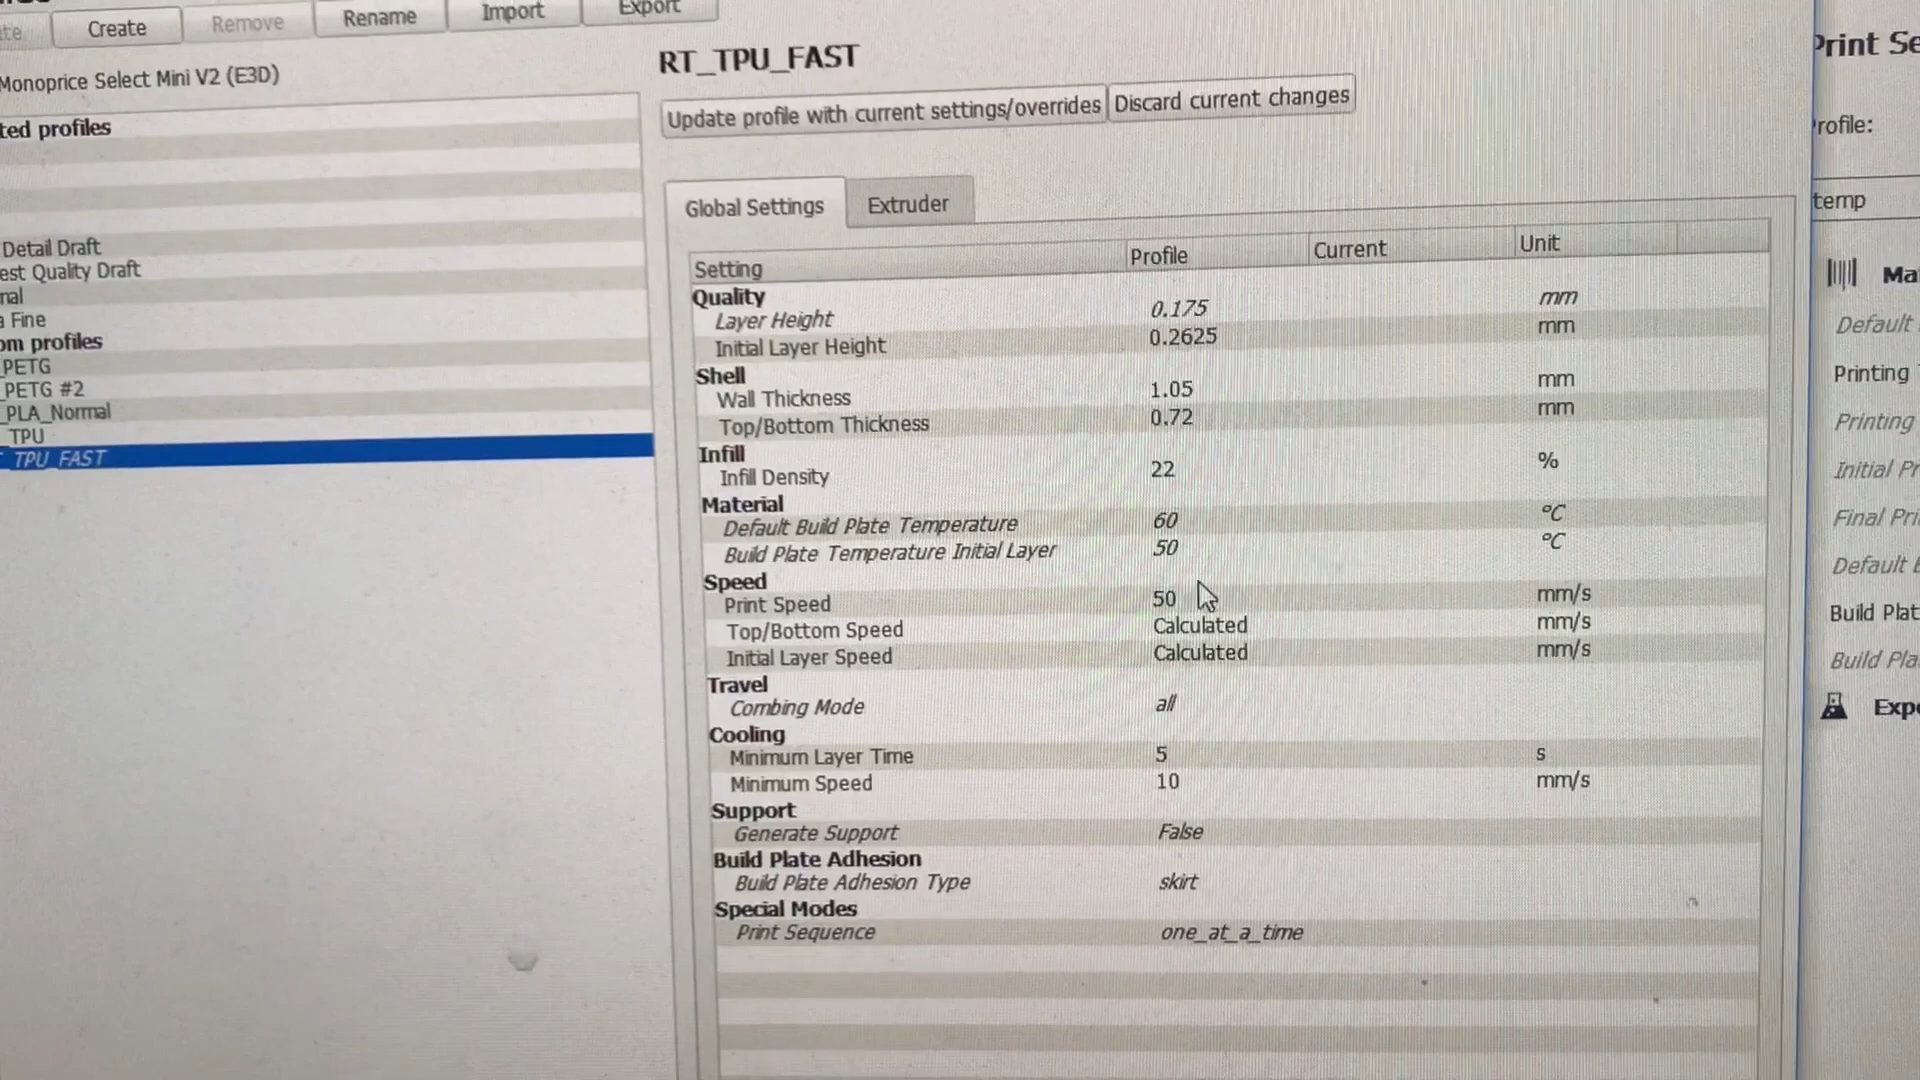 Create Remove Rename Import Export
Monoprice Select Mini V2 (E3D)
ted profiles
Detail Draft
est Quality Draft
nal
a Fine
om profiles
_PETG
_PETG #2
_PLA_Normal
_TPU
_TPU_FAST
RT_TPU_FAST
Update profile with current settings/overrides Discard current changes
Global Settings Extruder
Setting Profile Current Unit
Quality
Layer Height 0.175 mm
Initial Layer Height 0.2625 mm
Shell
Wall Thickness 1.05 mm
Top/Bottom Thickness 0.72 mm
Infill
Infill Density 22 %
Material
Default Build Plate Temperature 60 °C
Build Plate Temperature Initial Layer 50 °C
Speed
Print Speed 50 mm/s
Top/Bottom Speed Calculated mm/s
Initial Layer Speed Calculated mm/s
Travel
Combing Mode all
Cooling
Minimum Layer Time 5 s
Minimum Speed 10 mm/s
Support
Generate Support False
Build Plate Adhesion
Build Plate Adhesion Type skirt
Special Modes
Print Sequence one_at_a_time
Print Se
rofile:
temp
Ma
Default
Printing
Printing
Initial Pr
Final Pri
Default B
Build Plat
Build Pla
Expe